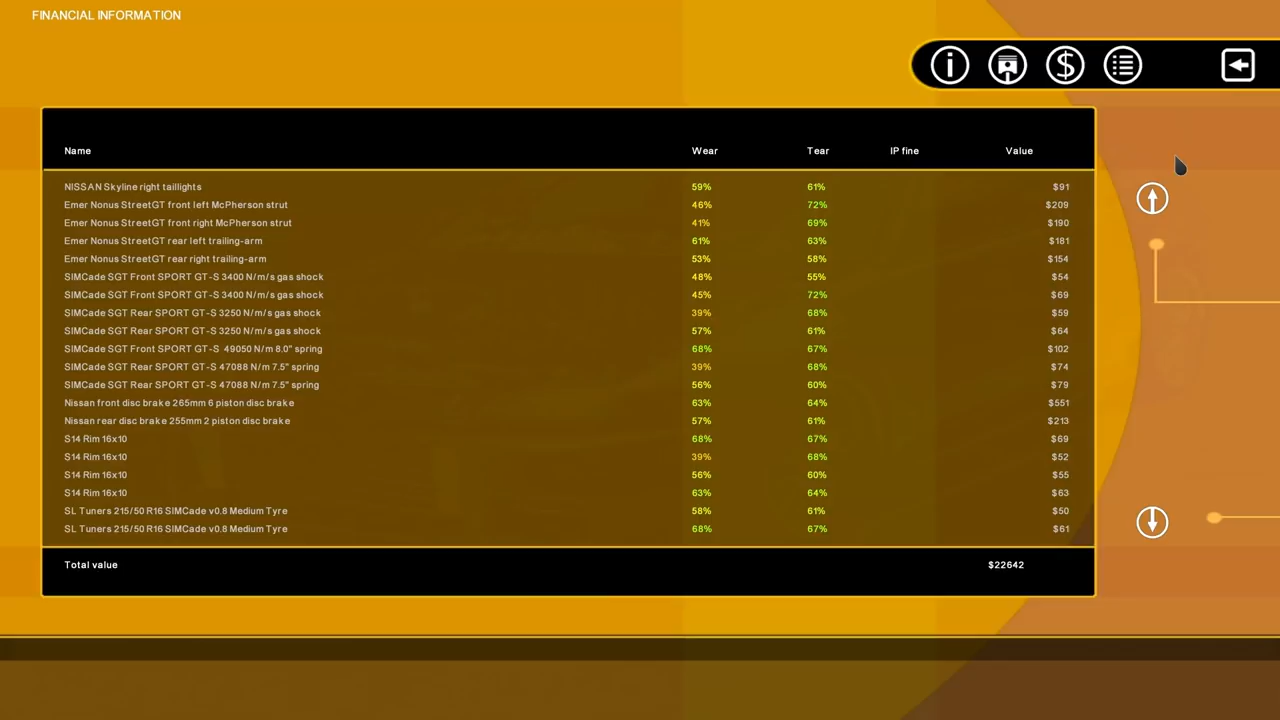 FINANCIAL INFORMATION
Name Wear Tear IP fine Value
NISSAN Skyline right taillights 59% 61% $91
Emer Nonus StreetGT front left McPherson strut 46% 72% $209
Emer Nonus StreetGT front right McPherson strut 41% 69% $190
Emer Nonus StreetGT rear left trailing-arm 61% 63% $181
Emer Nonus StreetGT rear right trailing-arm 53% 58% $154
SIMCade SGT Front SPORT GT-S 3400 N/m/s gas shock 48% 55% $54
SIMCade SGT Front SPORT GT-S 3400 N/m/s gas shock 45% 72% $69
SIMCade SGT Rear SPORT GT-S 3250 N/m/s gas shock 39% 68% $59
SIMCade SGT Rear SPORT GT-S 3250 N/m/s gas shock 57% 61% $64
SIMCade SGT Front SPORT GT-S 49050 N/m 8.0" spring 68% 67% $102
SIMCade SGT Rear SPORT GT-S 47088 N/m 7.5" spring 39% 68% $74
SIMCade SGT Rear SPORT GT-S 47088 N/m 7.5" spring 56% 60% $79
Nissan front disc brake 265mm 6 piston disc brake 63% 64% $551
Nissan rear disc brake 255mm 2 piston disc brake 57% 61% $213
S14 Rim 16x10 68% 67% $69
S14 Rim 16x10 39% 68% $52
S14 Rim 16x10 56% 60% $55
S14 Rim 16x10 63% 64% $63
SL Tuners 215/50 R16 SIMCade v0.8 Medium Tyre 58% 61% $50
SL Tuners 215/50 R16 SIMCade v0.8 Medium Tyre 68% 67% $61
Total value $22642